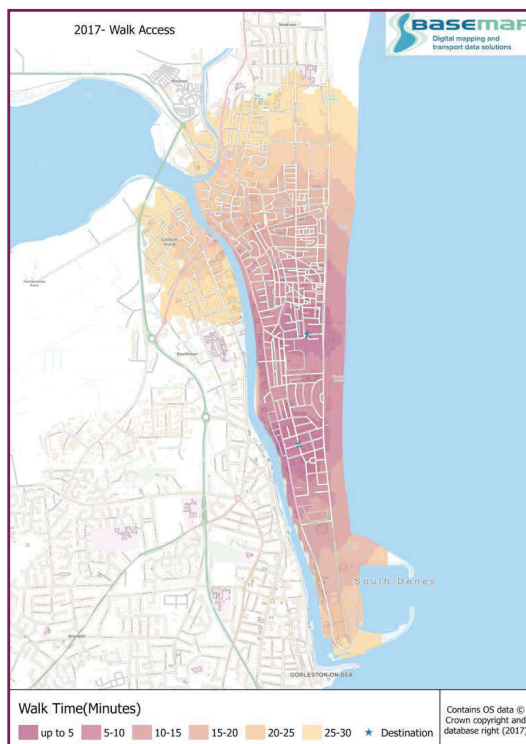 2017- Walk Access
BASEMAP
Digital mapping and
transport data solutions
South Denes
GORLESTON-ON-SEA
Walk Time(Minutes)
up to 5
5-10
10-15
15-20
20-25
25-30
Destination
Contains OS data ©
Crown copyright and
database right (2017)